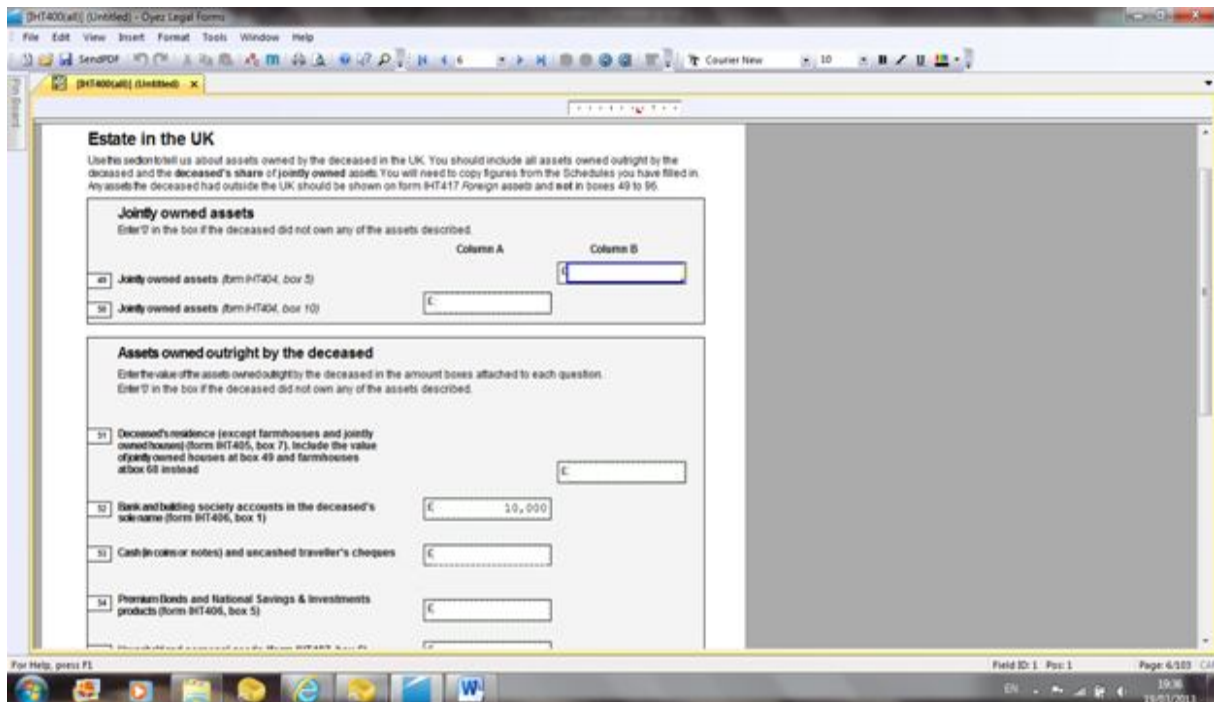 [IHT400(all)] (Untitled) - Oyez Legal Forms
File Edit View Insert Format Tools Window Help
SendPDF 6 Courier New 10 B I U
[IHT400(all)] (Untitled) x
Pin Board
Estate in the UK
Use this section to tell us about assets owned by the deceased in the UK. You should include all assets owned outright by the
deceased and the deceased's share of jointly owned assets. You will need to copy figures from the Schedules you have filled in.
Any assets the deceased had outside the UK should be shown on form IHT417 Foreign assets and not in boxes 49 to 96.
Jointly owned assets
Enter '0' in the box if the deceased did not own any of the assets described.
Column A Column B
49 Jointly owned assets (form IHT404, box 5) £
50 Jointly owned assets (form IHT404, box 10) £
Assets owned outright by the deceased
Enter the value of the assets owned outright by the deceased in the amount boxes attached to each question.
Enter '0' in the box if the deceased did not own any of the assets described.
51 Deceased's residence (except farmhouses and jointly
owned houses) (form IHT405, box 7). Include the value
of jointly owned houses at box 49 and farmhouses
at box 68 instead £
52 Bank and building society accounts in the deceased's £ 10,000
sole name (form IHT406, box 1)
53 Cash (in coins or notes) and uncashed traveller's cheques £
54 Premium Bonds and National Savings & Investments
products (form IHT406, box 5) £
For Help, press F1 Field ID: 1 Pos: 1 Page: 6/103
EN 19:36
19/03/2013